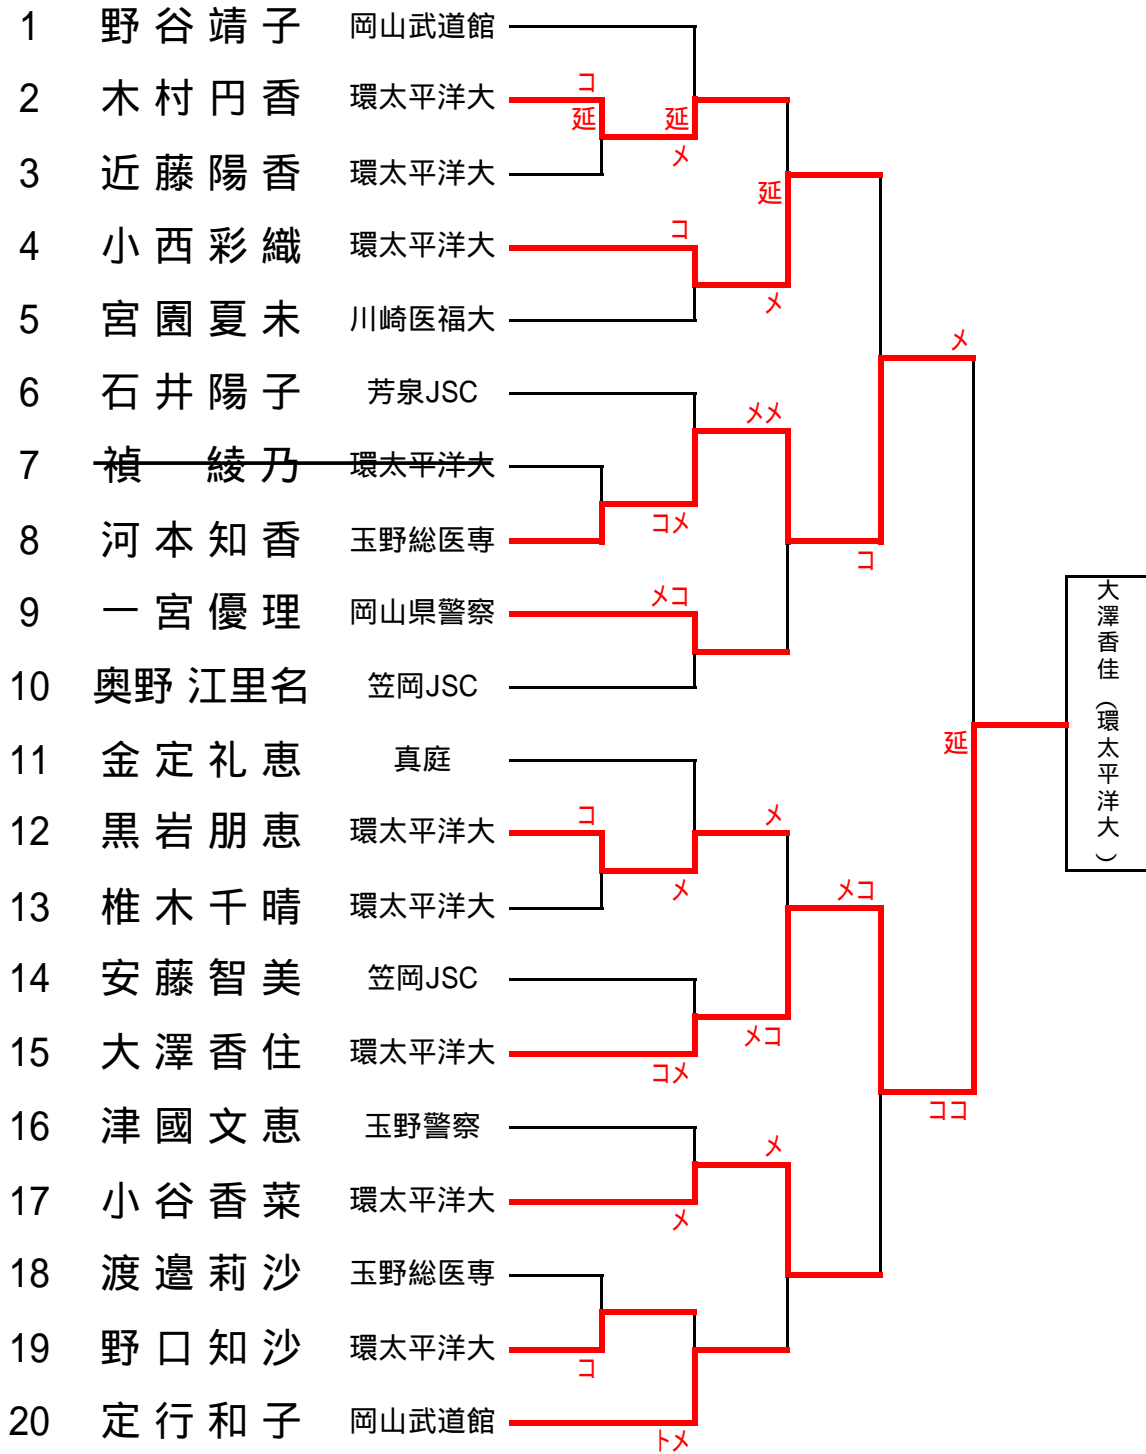 1 野谷靖子 岡山武道館
2 木村円香 環太平洋大
3 近藤陽香 環太平洋大
4 小西彩織 環太平洋大
5 宮園夏未 川崎医福大
6 石井陽子 芳泉JSC
7 禎 綾乃 環太平洋大
8 河本知香 玉野総医専
9 一宮優理 岡山県警察
10 奥野 江里名 笠岡JSC
11 金定礼恵 真庭
12 黒岩朋恵 環太平洋大
13 椎木千晴 環太平洋大
14 安藤智美 笠岡JSC
15 大澤香住 環太平洋大
16 津國文恵 玉野警察
17 小谷香菜 環太平洋大
18 渡邉莉沙 玉野総医専
19 野口知沙 環太平洋大
20 定行和子 岡山武道館
コ
延
延
メ
コ
メ
延
メメ
コメ
コ
メコ
メ
コ
メ
メ
メコ
メコ
コメ
メ
メ
コ
トメ
ココ
延
大澤香佳（環太平洋大）